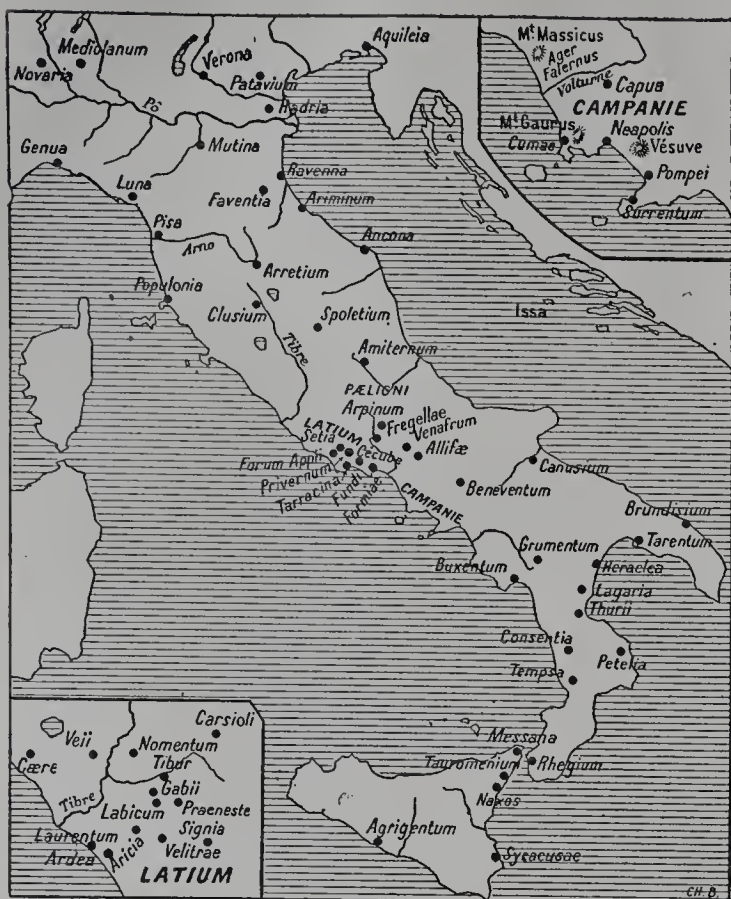 Novaria
Mediolanum
Verona
Patavium
Aquileia
Hadria
Pô
Genua
Mutina
Luna
Ravenna
Faventia
Ariminum
Pisa
Arno
Ancona
Arretium
Populonia
Clusium
Spoletium
Tibre
Issa
Amiternum
PÆLIGNI
Arpinum
Fregellae
Venafrum
LATIUM
Setia
Cécube
Allifæ
Forum Appii
Privernum
Tarracina
Fundi
Formiae
CAMPANIE
Canusium
Beneventum
Brundisium
Tarentum
Grumentum
Heraclea
Buxentum
Lagaria
Thurii
Consentia
Petelia
Tempsa
Messana
Tauromenium
Rhegium
Naxos
Agrigentum
Syracusae
Mt. Massicus
Ager
Falernus
Volturne
Capua
CAMPANIE
Mt. Gaurus
Neapolis
Cumae
Vésuve
Pompei
Surrentum
Carsioli
Veii
Nomentum
Cære
Tibur
Gabii
Tibre
Labicum
Praeneste
Signia
Laurentum
Ardea
Aricia
Velitrae
LATIUM
CH. B.